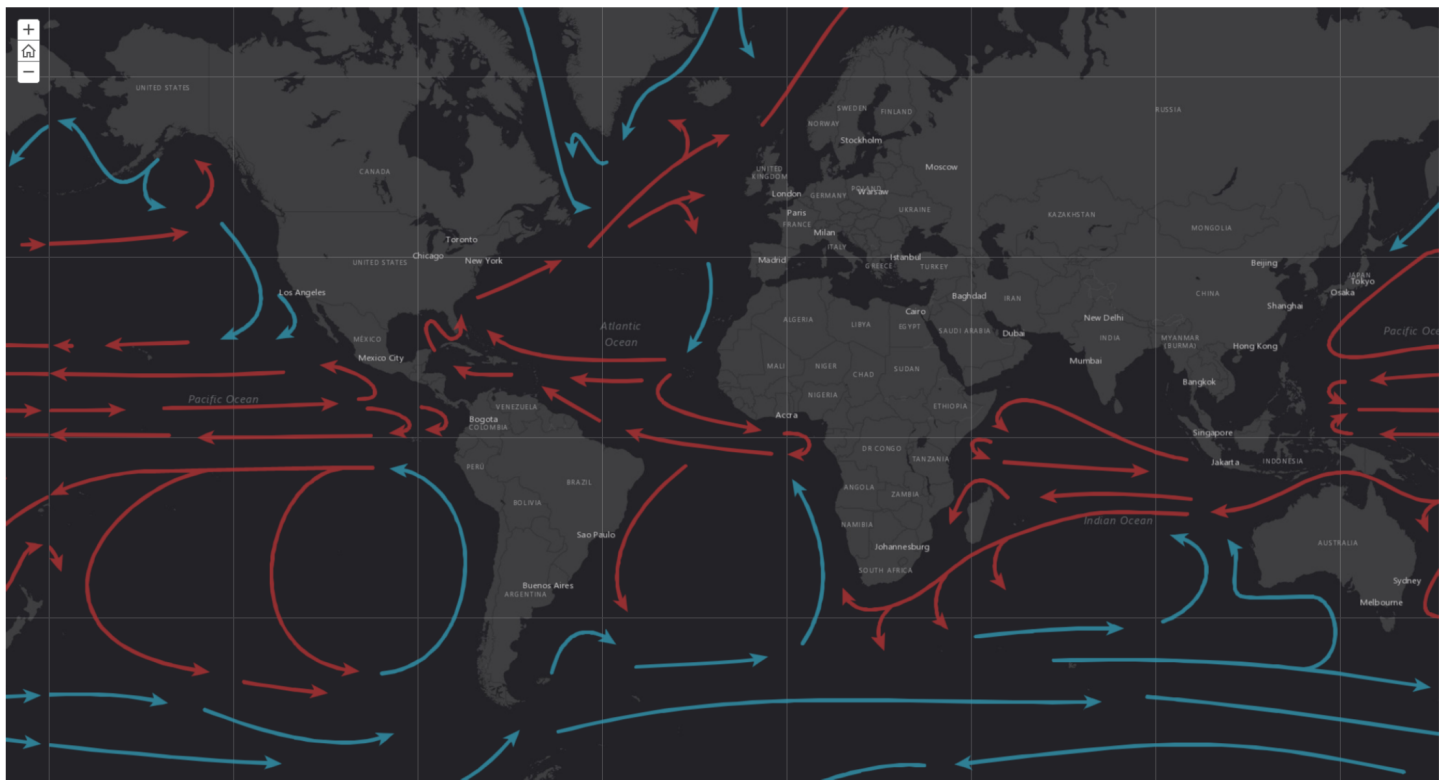 +
−
UNITED STATES
RUSSIA
SWEDEN
FINLAND
NORWAY
Stockholm
Moscow
CANADA
UNITED
KINGDOM
London
GERMANY
POLAND
Warsaw
UKRAINE
Paris
FRANCE
KAZAKHSTAN
MONGOLIA
Milan
ITALY
Toronto
Chicago
New York
UNITED STATES
Madrid
Istanbul
GREECE
TURKEY
Beijing
JAPAN
Tokyo
Osaka
Los Angeles
Baghdad
IRAN
CHINA
Shanghai
Cairo
ALGERIA
LIBYA
EGYPT
SAUDI ARABIA
Dubai
New Delhi
INDIA
Atlantic
Ocean
MÉXICO
Mexico City
MYANMAR
(BURMA)
Hong Kong
Pacific Oce
Mumbai
MALI
NIGER
CHAD
SUDAN
Bangkok
Pacific Ocean
NIGERIA
ETHIOPIA
VENEZUELA
Accra
Bogota
COLOMBIA
Singapore
DR CONGO
TANZANIA
Jakarta
INDONESIA
PERÚ
BRAZIL
ANGOLA
ZAMBIA
BOLIVIA
NAMIBIA
Indian Ocean
Sao Paulo
Johannesburg
AUSTRALIA
SOUTH AFRICA
Buenos Aires
ARGENTINA
Sydney
Melbourne